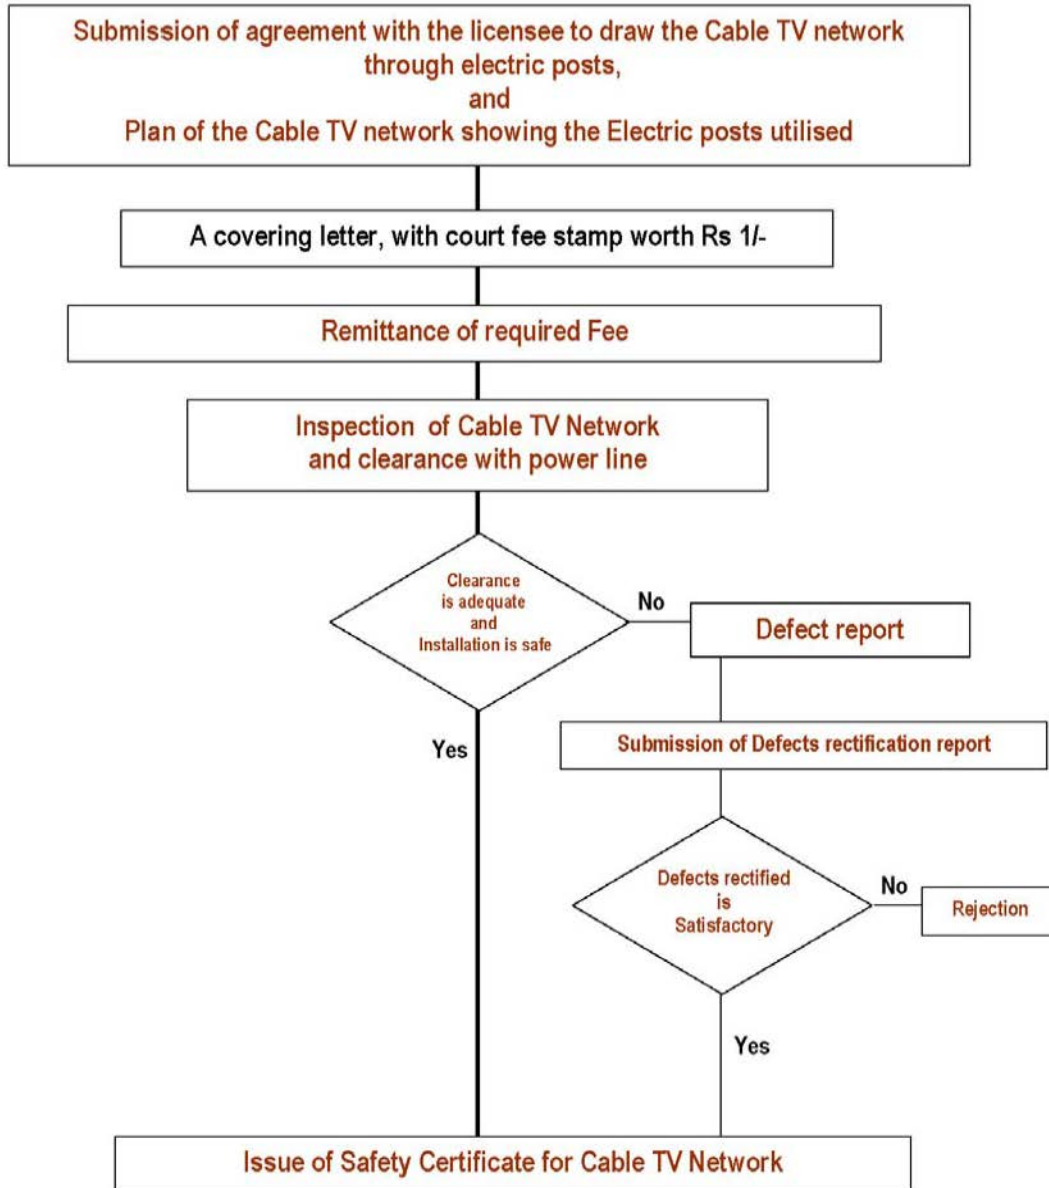 Submission of agreement with the licensee to draw the Cable TV network
through electric posts,
and
Plan of the Cable TV network showing the Electric posts utilised
A covering letter, with court fee stamp worth Rs 1/-
Remittance of required Fee
Inspection of Cable TV Network
and clearance with power line
Clearance
is adequate
and
Installation is safe
No
Defect report
Yes
Submission of Defects rectification report
Defects rectified
is
Satisfactory
No
Rejection
Yes
Issue of Safety Certificate for Cable TV Network